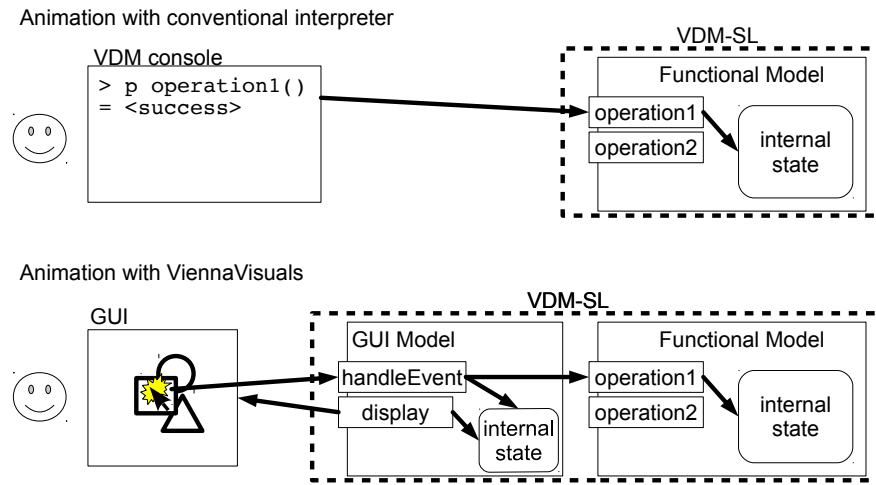 Animation with conventional interpreter
VDM console
> p operation1()
= <success>
VDM-SL
Functional Model
operation1
operation2
internal
state
Animation with ViennaVisuals
GUI
VDM-SL
GUI Model
handleEvent
display
internal
state
Functional Model
operation1
operation2
internal
state